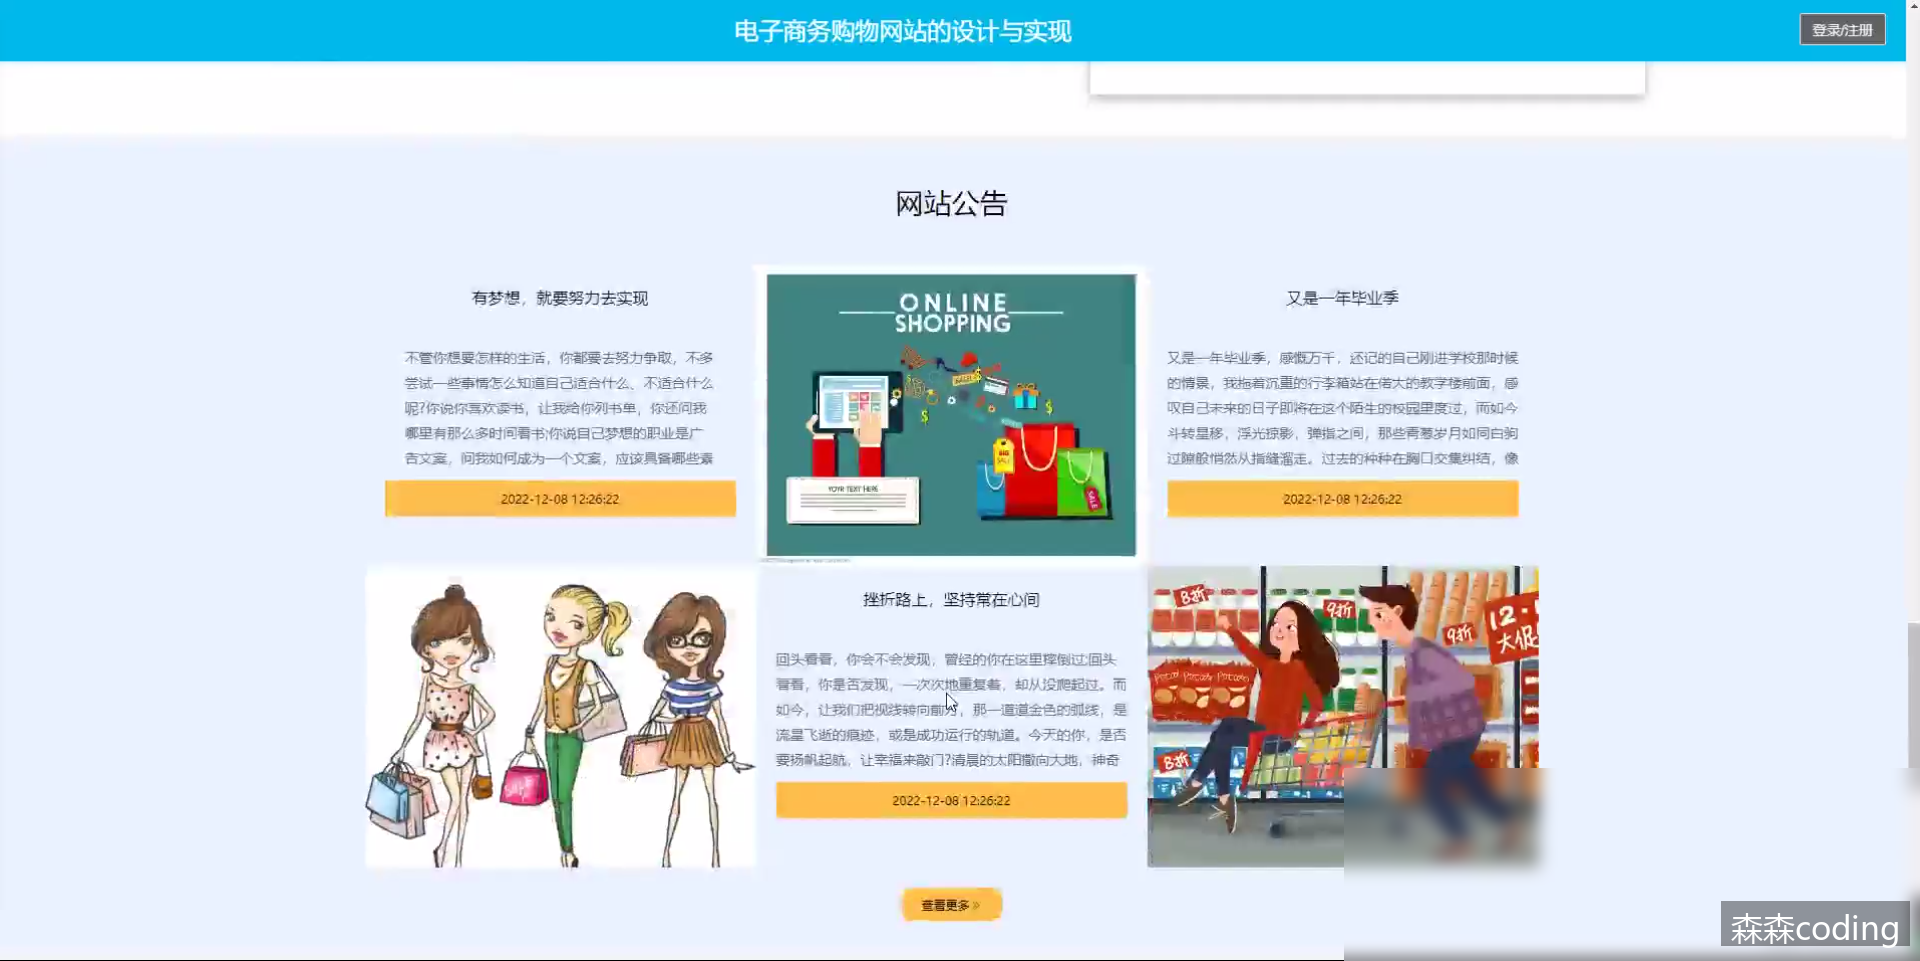 电子商务购物网站的设计与实现
登录/注册
网站公告
有梦想，就要努力去实现
不管你想要怎样的生活，你都要去努力争取，不多
尝试一些事情怎么知道自己适合什么、不适合什么
呢?你说你喜欢读书，让我给你列书单，你还问我
哪里有那么多时间看书;你说自己梦想的职业是广
告文案，问我如何成为一个文案，应该具备哪些素
2022-12-08 12:26:22
ONLINE
SHOPPING
SALE
BIG
SALE
SALE
YOUR TEXT HERE
又是一年毕业季
又是一年毕业季，感慨万千，还记的自己刚进学校那时候
的情景，我拖着沉重的行李箱站在偌大的教学楼前面，感
叹自己未来的日子即将在这个陌生的校园里度过，而如今
斗转星移，浮光掠影，弹指之间，那些青葱岁月如同白驹
过隙般悄然从指缝溜走。过去的种种在胸口交集纠结，像
2022-12-08 12:26:22
SALE
挫折路上，坚持常在心间
回头看看，你会不会发现，曾经的你在这里摔倒过;回头
看看，你是否发现，一次次地重复着，却从没爬起过。而
如今，让我们把视线转向前方，那一道道金色的弧线，是
流星飞逝的痕迹，或是成功运行的轨道。今天的你，是否
要扬帆起航，让幸福来敲门?清晨的太阳撒向大地，神奇
2022-12-08 12:26:22
8折
9折
9折
12.
大促
Potato Potato Potato
8折
查看更多 »
森森coding